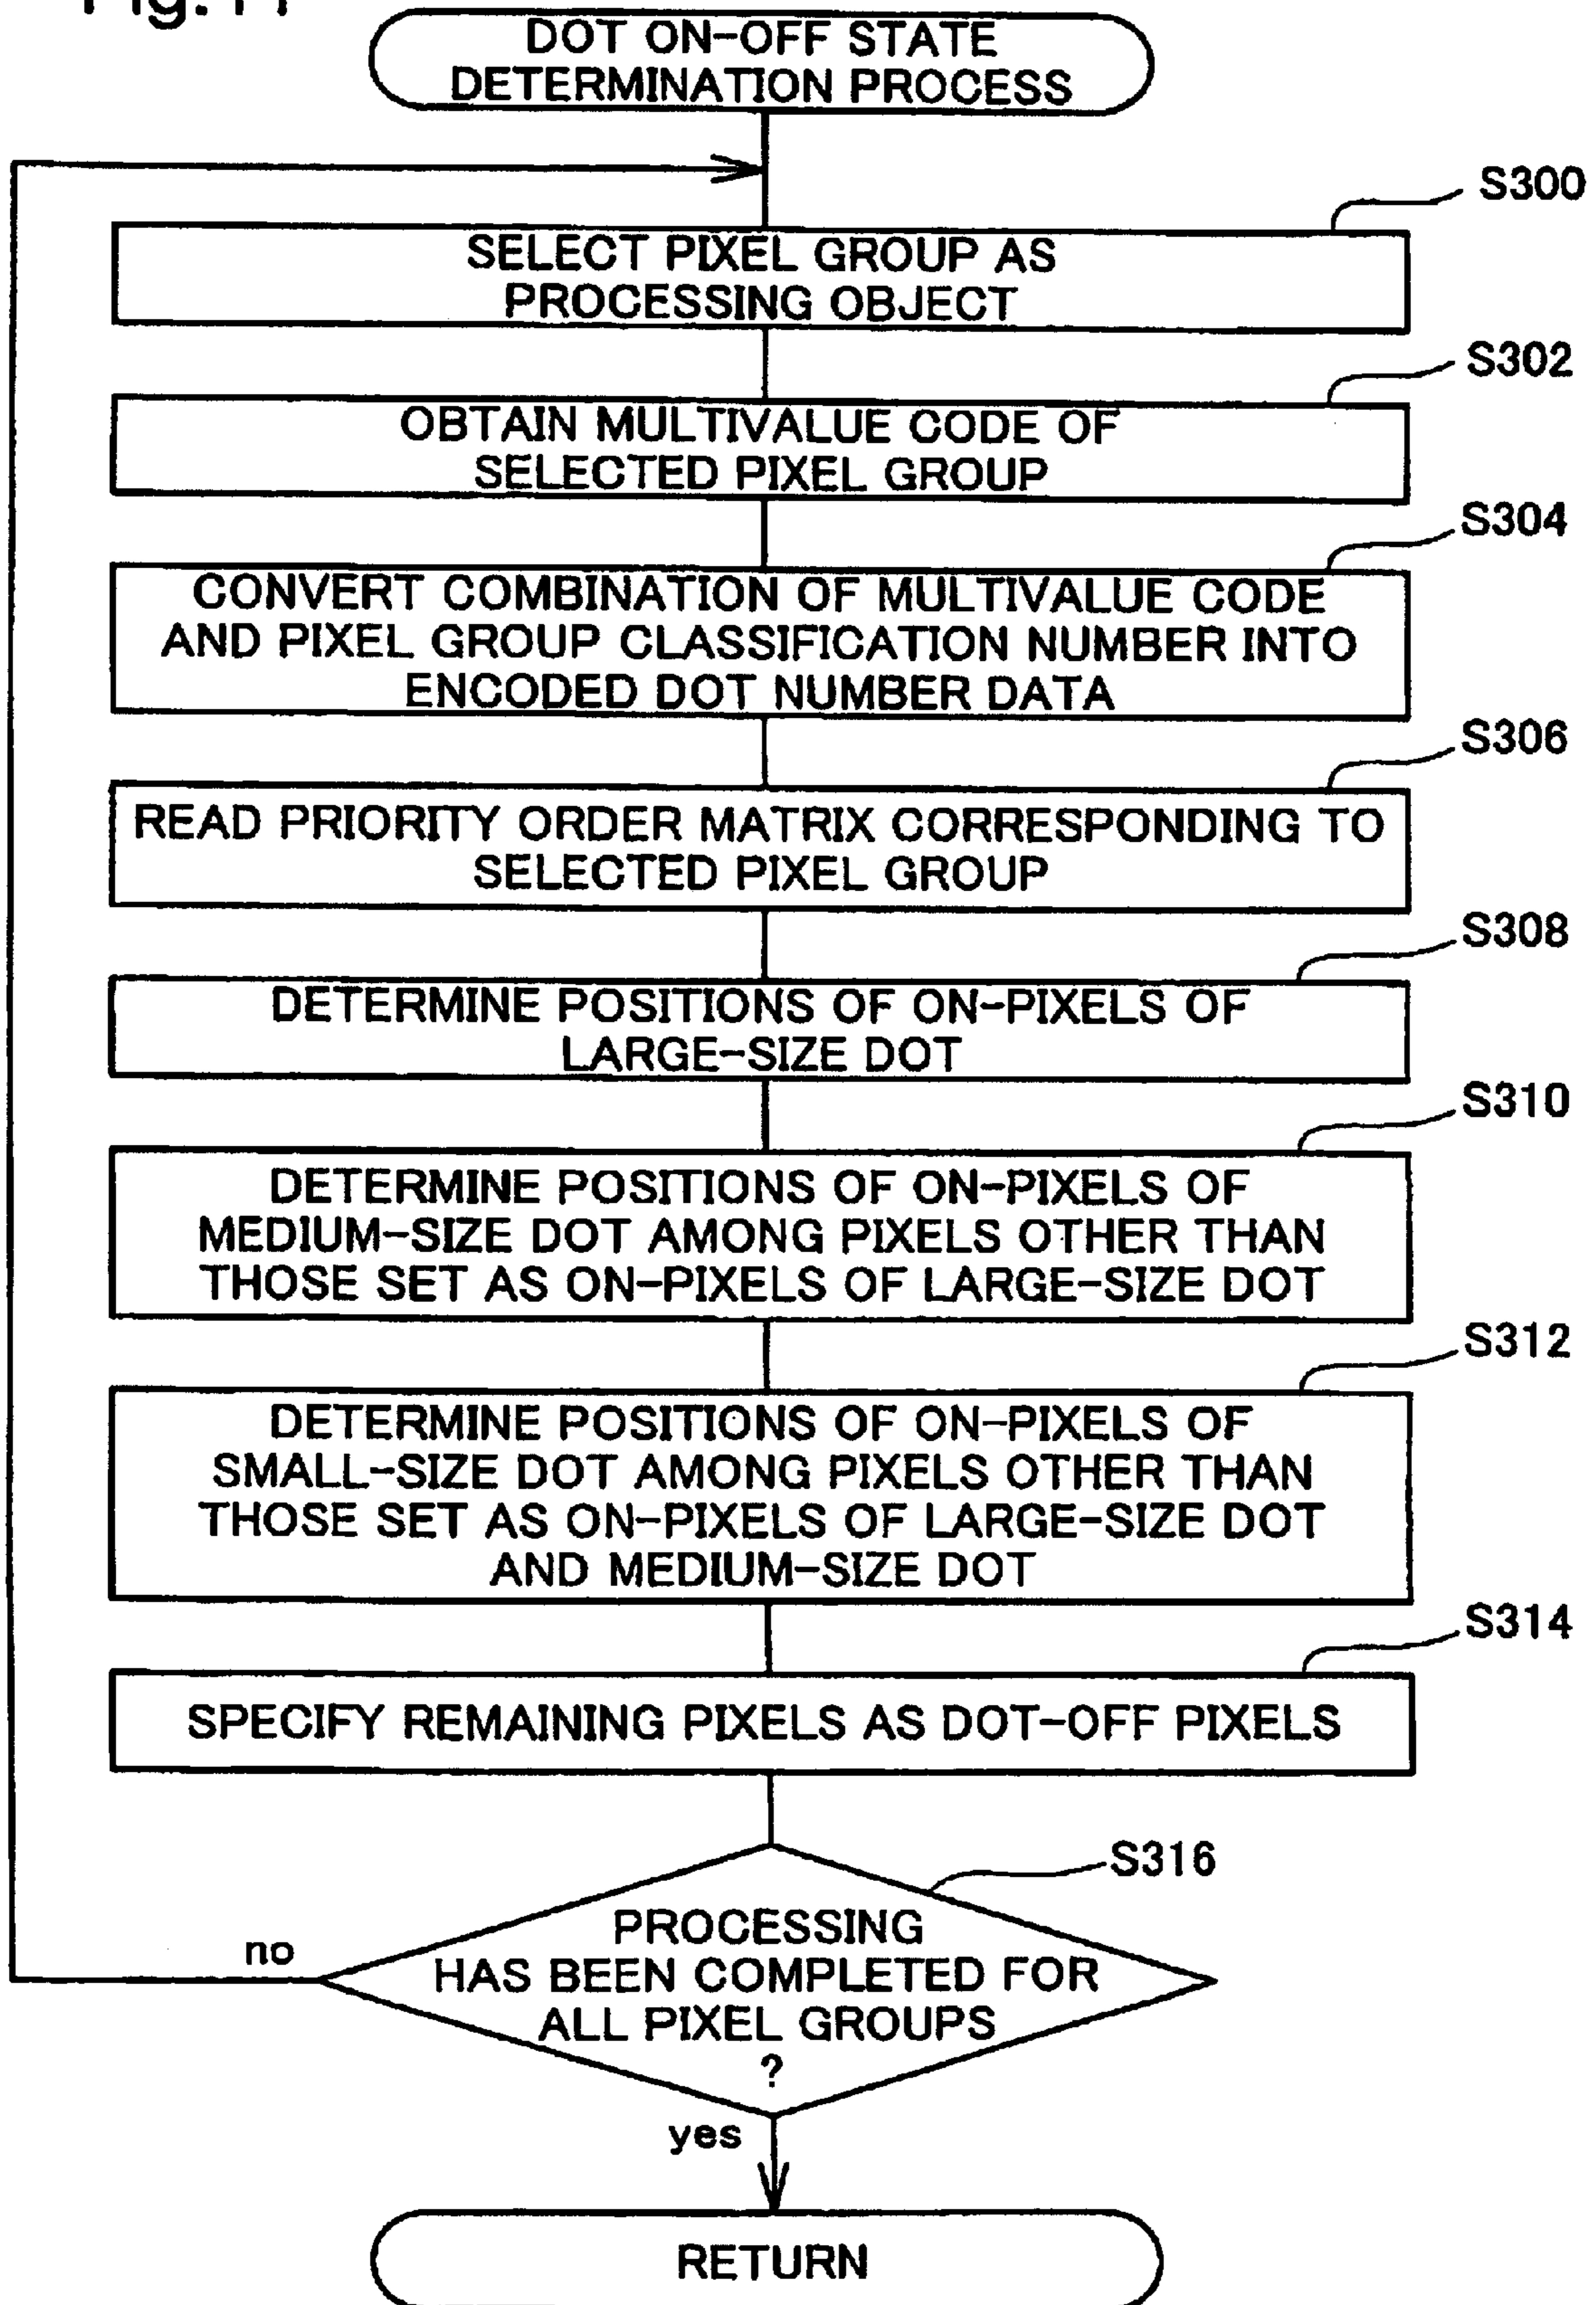 DOT ON-OFF STATE
DETERMINATION PROCESS
S300
SELECT PIXEL GROUP AS
PROCESSING OBJECT
S302
OBTAIN MULTIVALUE CODE OF
SELECTED PIXEL GROUP
S304
CONVERT COMBINATION OF MULTIVALUE CODE
AND PIXEL GROUP CLASSIFICATION NUMBER INTO
ENCODED DOT NUMBER DATA
S306
READ PRIORITY ORDER MATRIX CORRESPONDING TO
SELECTED PIXEL GROUP
S308
DETERMINE POSITIONS OF ON-PIXELS OF
LARGE-SIZE DOT
S310
DETERMINE POSITIONS OF ON-PIXELS OF
MEDIUM-SIZE DOT AMONG PIXELS OTHER THAN
THOSE SET AS ON-PIXELS OF LARGE-SIZE DOT
S312
DETERMINE POSITIONS OF ON-PIXELS OF
SMALL-SIZE DOT AMONG PIXELS OTHER THAN
THOSE SET AS ON-PIXELS OF LARGE-SIZE DOT
AND MEDIUM-SIZE DOT
S314
SPECIFY REMAINING PIXELS AS DOT-OFF PIXELS
S316
PROCESSING
HAS BEEN COMPLETED FOR
ALL PIXEL GROUPS
?
no
yes
RETURN